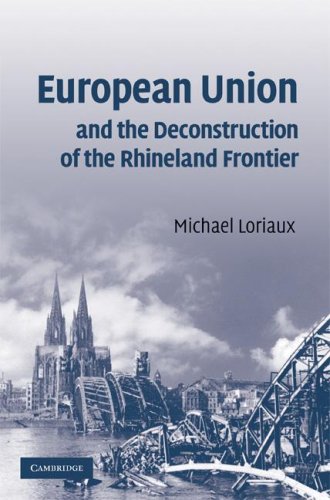 European Union
and the Deconstruction
of the Rhineland Frontier
Michael Loriaux
CAMBRIDGE